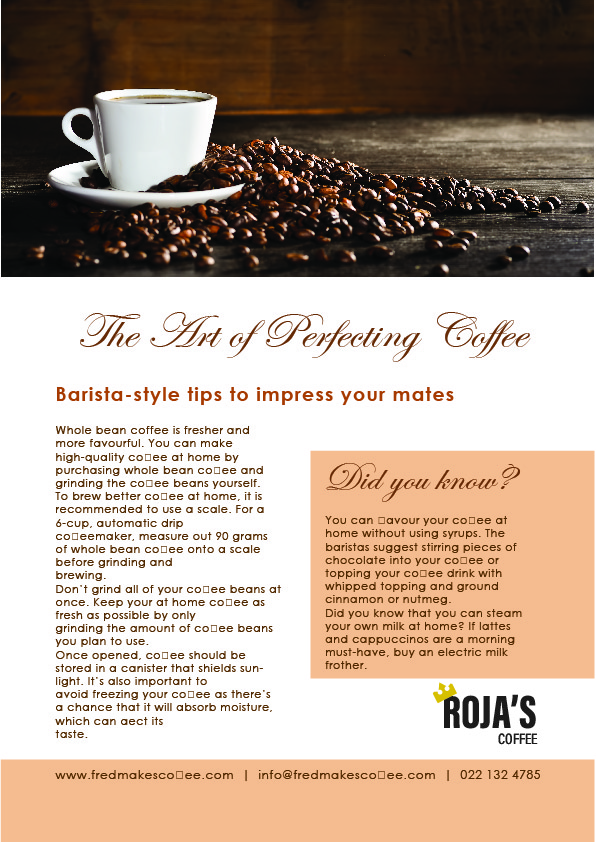 The Art of Perfecting Coffee
Barista-style tips to impress your mates
Whole bean coffee is fresher and
more favourful. You can make
high-quality co□ee at home by
purchasing whole bean co□ee and
grinding the co□ee beans yourself.
To brew better co□ee at home, it is
recommended to use a scale. For a
6-cup, automatic drip
co□eemaker, measure out 90 grams
of whole bean co□ee onto a scale
before grinding and
brewing.
Don't grind all of your co□ee beans at
once. Keep your at home co□ee as
fresh as possible by only
grinding the amount of co□ee beans
you plan to use.
Once opened, co□ee should be
stored in a canister that shields sun-
light. It's also important to
avoid freezing your co□ee as there's
a chance that it will absorb moisture,
which can aect its
taste.
Did you know?
You can □avour your co□ee at
home without using syrups. The
baristas suggest stirring pieces of
chocolate into your co□ee or
topping your co□ee drink with
whipped topping and ground
cinnamon or nutmeg.
Did you know that you can steam
your own milk at home? If lattes
and cappuccinos are a morning
must-have, buy an electric milk
frother.
ROJA'S
COFFEE
www.fredmakesco□ee.com | info@fredmakesco□ee.com | 022 132 4785